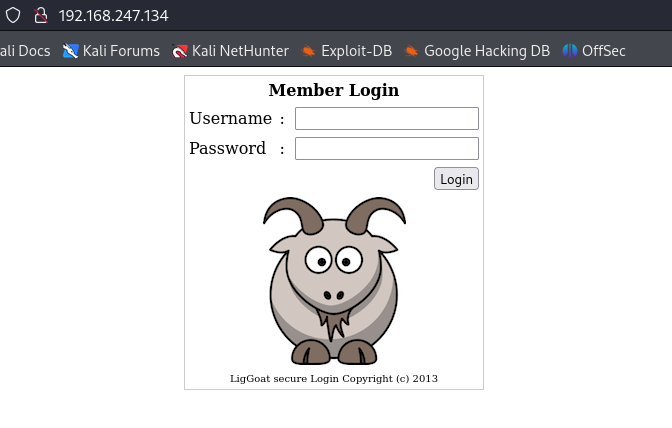 192.168.247.134
ali Docs Kali Forums Kali NetHunter Exploit-DB Google Hacking DB OffSec
Member Login
Username :
Password :
Login
LigGoat secure Login Copyright (c) 2013